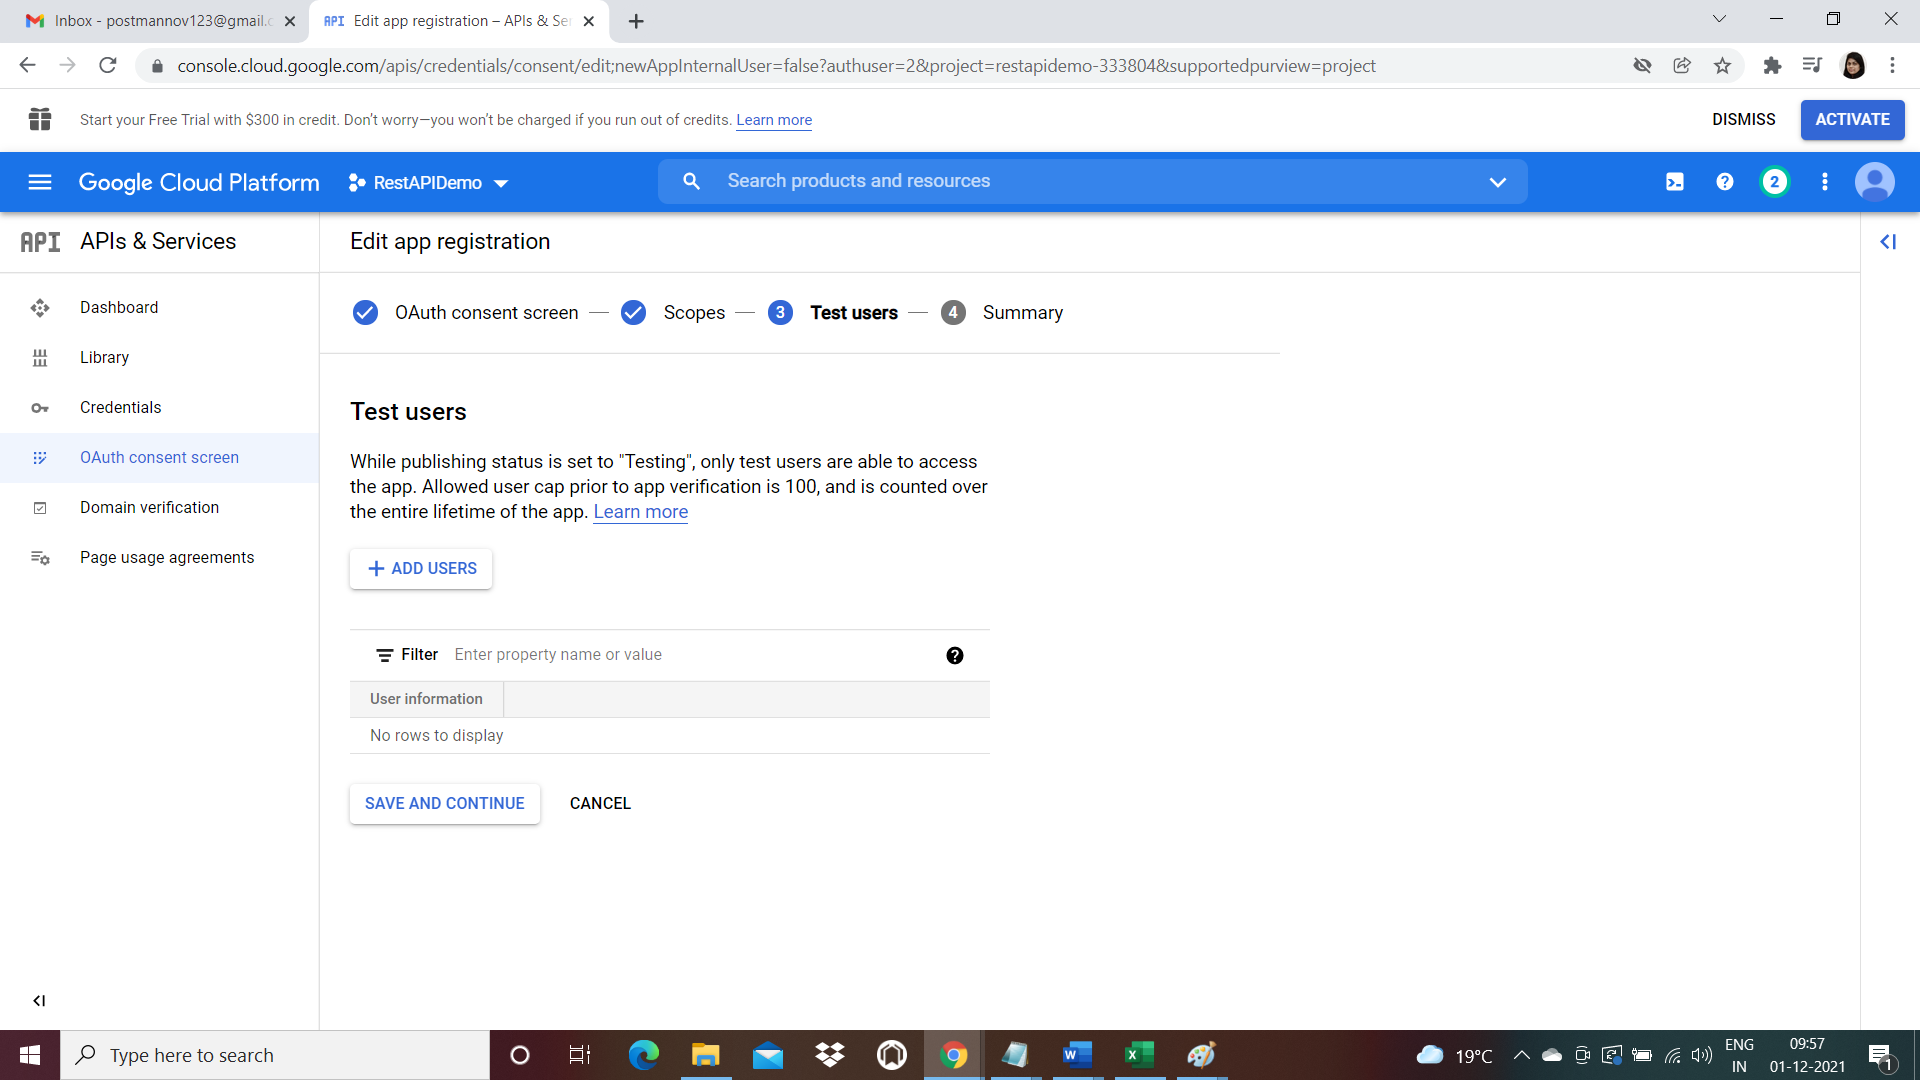 Inbox - postmannov123@gmail.c
API Edit app registration – APIs & Ser
console.cloud.google.com/apis/credentials/consent/edit;newAppInternalUser=false?authuser=2&project=restapidemo-333804&supportedpurview=project
Start your Free Trial with $300 in credit. Don't worry—you won't be charged if you run out of credits. Learn more
DISMISS
ACTIVATE
Google Cloud Platform
RestAPIDemo
Search products and resources
2
API APIs & Services
Edit app registration
Dashboard
Library
Credentials
OAuth consent screen
Domain verification
Page usage agreements
OAuth consent screen — Scopes — 3 Test users — 4 Summary
Test users
While publishing status is set to "Testing", only test users are able to access
the app. Allowed user cap prior to app verification is 100, and is counted over
the entire lifetime of the app. Learn more
+ ADD USERS
Filter Enter property name or value
User information
No rows to display
SAVE AND CONTINUE
CANCEL
Type here to search
19°C
ENG
IN
09:57
01-12-2021
1